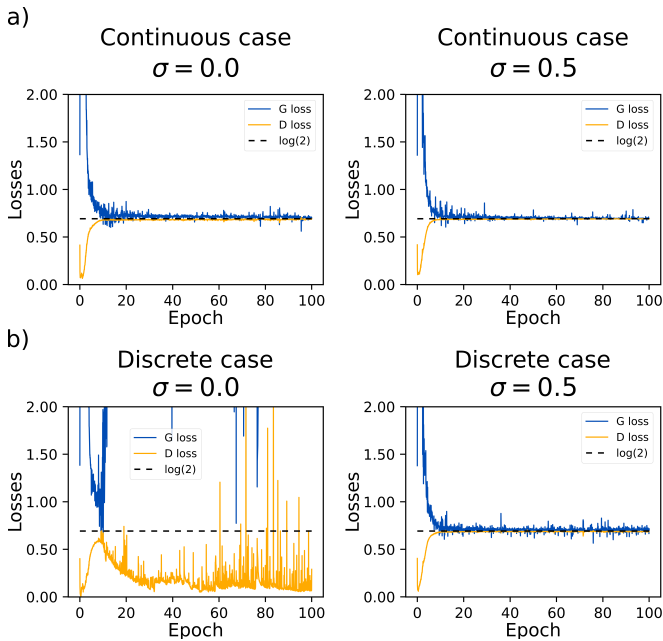 a)
Continuous case
σ = 0.0
Continuous case
σ = 0.5
2.00
1.50
1.00
0.50
0.00
Losses
G loss
D loss
log(2)
0
20
40
60
80
100
Epoch
2.00
1.50
1.00
0.50
0.00
Losses
G loss
D loss
log(2)
0
20
40
60
80
100
Epoch
b)
Discrete case
σ = 0.0
Discrete case
σ = 0.5
2.00
1.50
1.00
0.50
0.00
Losses
G loss
D loss
log(2)
0
20
40
60
80
100
Epoch
2.00
1.50
1.00
0.50
0.00
Losses
G loss
D loss
log(2)
0
20
40
60
80
100
Epoch